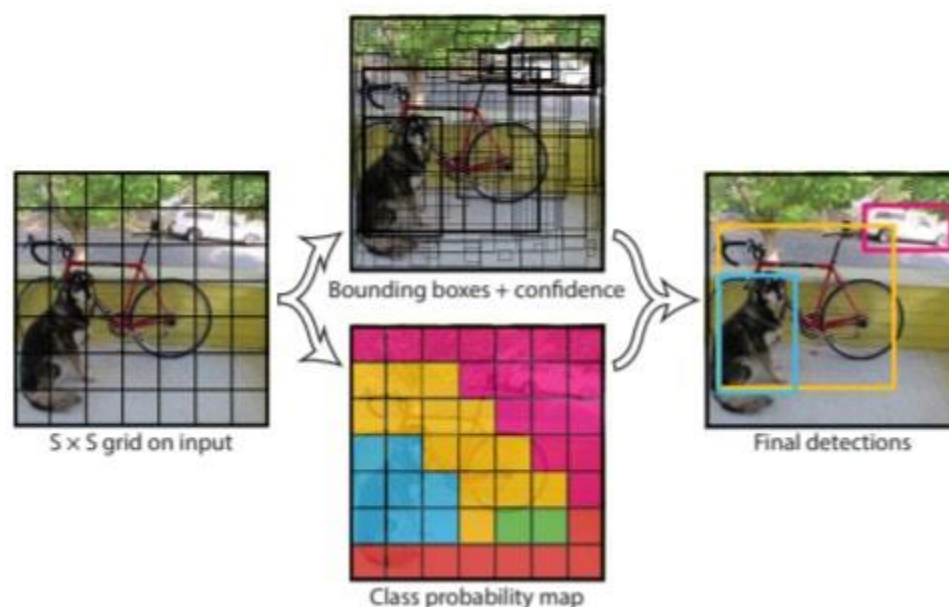 S × S grid on input
Bounding boxes + confidence
Class probability map
Final detections